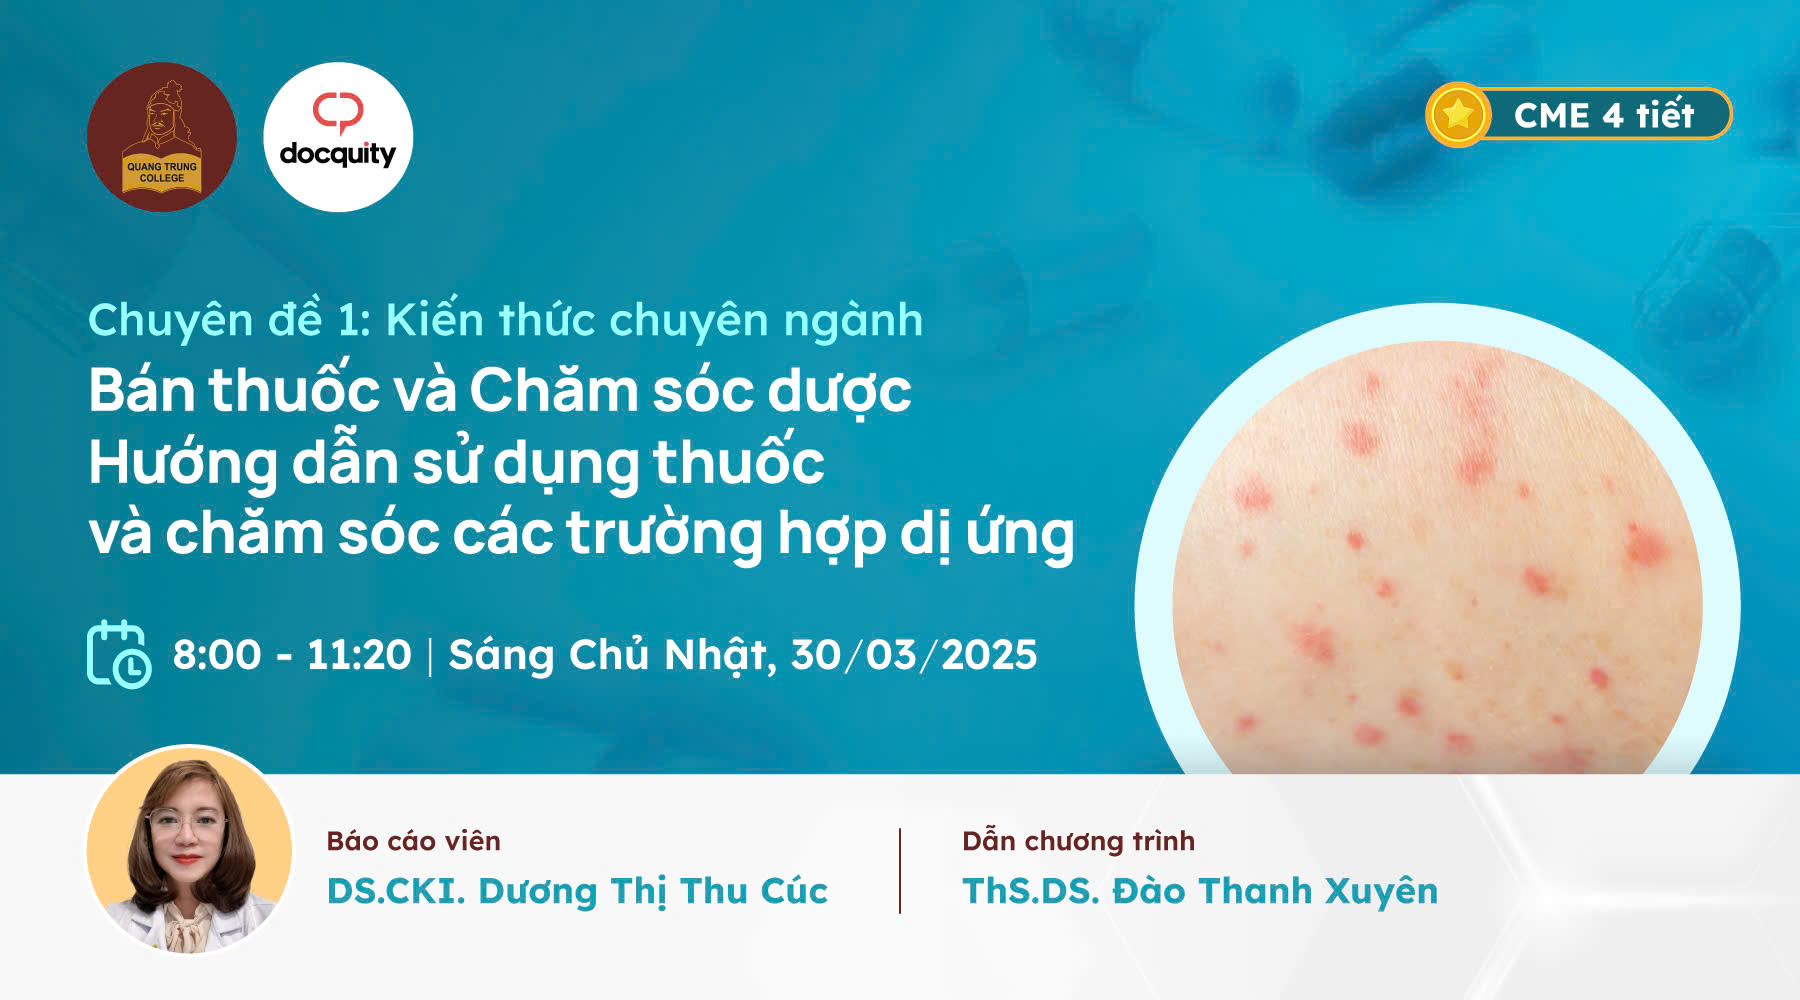 QUANG TRUNG
COLLEGE
docquity
CME 4 tiết
Chuyên đề 1: Kiến thức chuyên ngành
Bán thuốc và Chăm sóc dược
Hướng dẫn sử dụng thuốc
và chăm sóc các trường hợp dị ứng
8:00 - 11:20 | Sáng Chủ Nhật, 30/03/2025
Báo cáo viên
DS.CKI. Dương Thị Thu Cúc
Dẫn chương trình
ThS.DS. Đào Thanh Xuyên